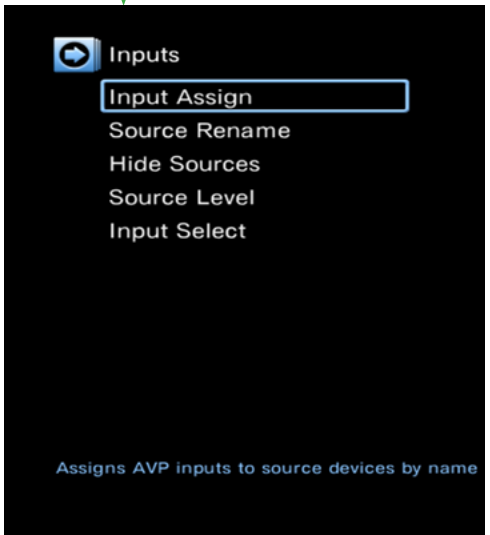 Inputs
Input Assign
Source Rename
Hide Sources
Source Level
Input Select
Assigns AVP inputs to source devices by name